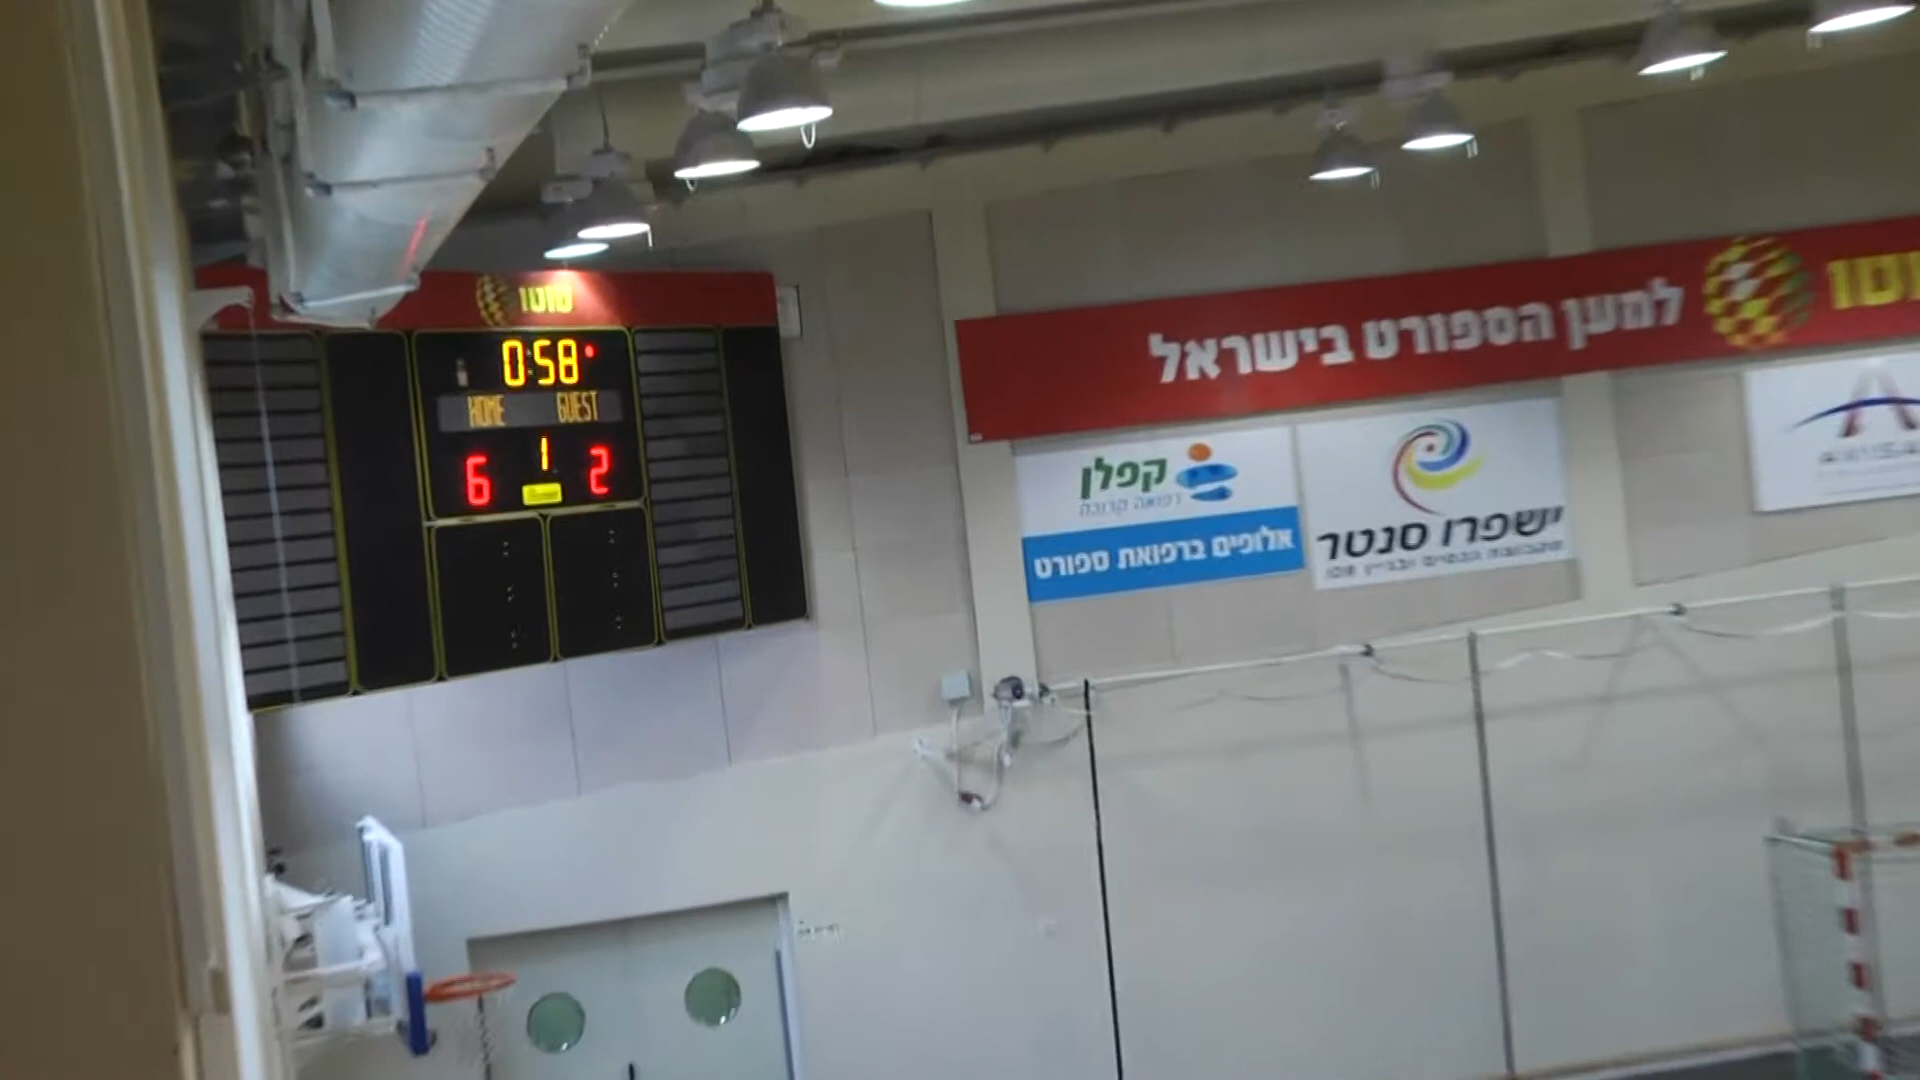 טוטו
0:58
HOME GUEST
6 1 2
טוטו למען הספורט בישראל
קפלן
רפואה קרובה
אלופים ברפואת ספורט
ישפרו סנטר